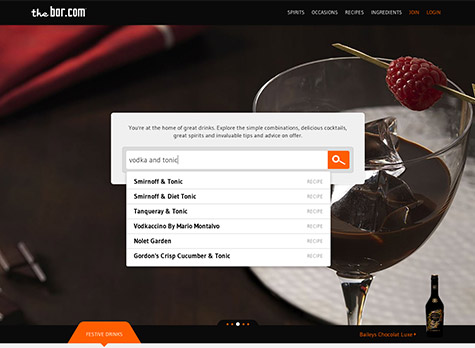 the bar.com
SPIRITS OCCASIONS RECIPES INGREDIENTS JOIN LOGIN
You're at the home of great drinks. Explore the simple combinations, delicious cocktails,
great spirits and invaluable tips and advice on offer.
vodka and tonic
Smirnoff & Tonic RECIPE
Smirnoff & Diet Tonic RECIPE
Tanqueray & Tonic RECIPE
Vodkaccino By Mario Montalvo RECIPE
Nolet Garden RECIPE
Gordon's Crisp Cucumber & Tonic RECIPE
FESTIVE DRINKS
Baileys Chocolat Luxe